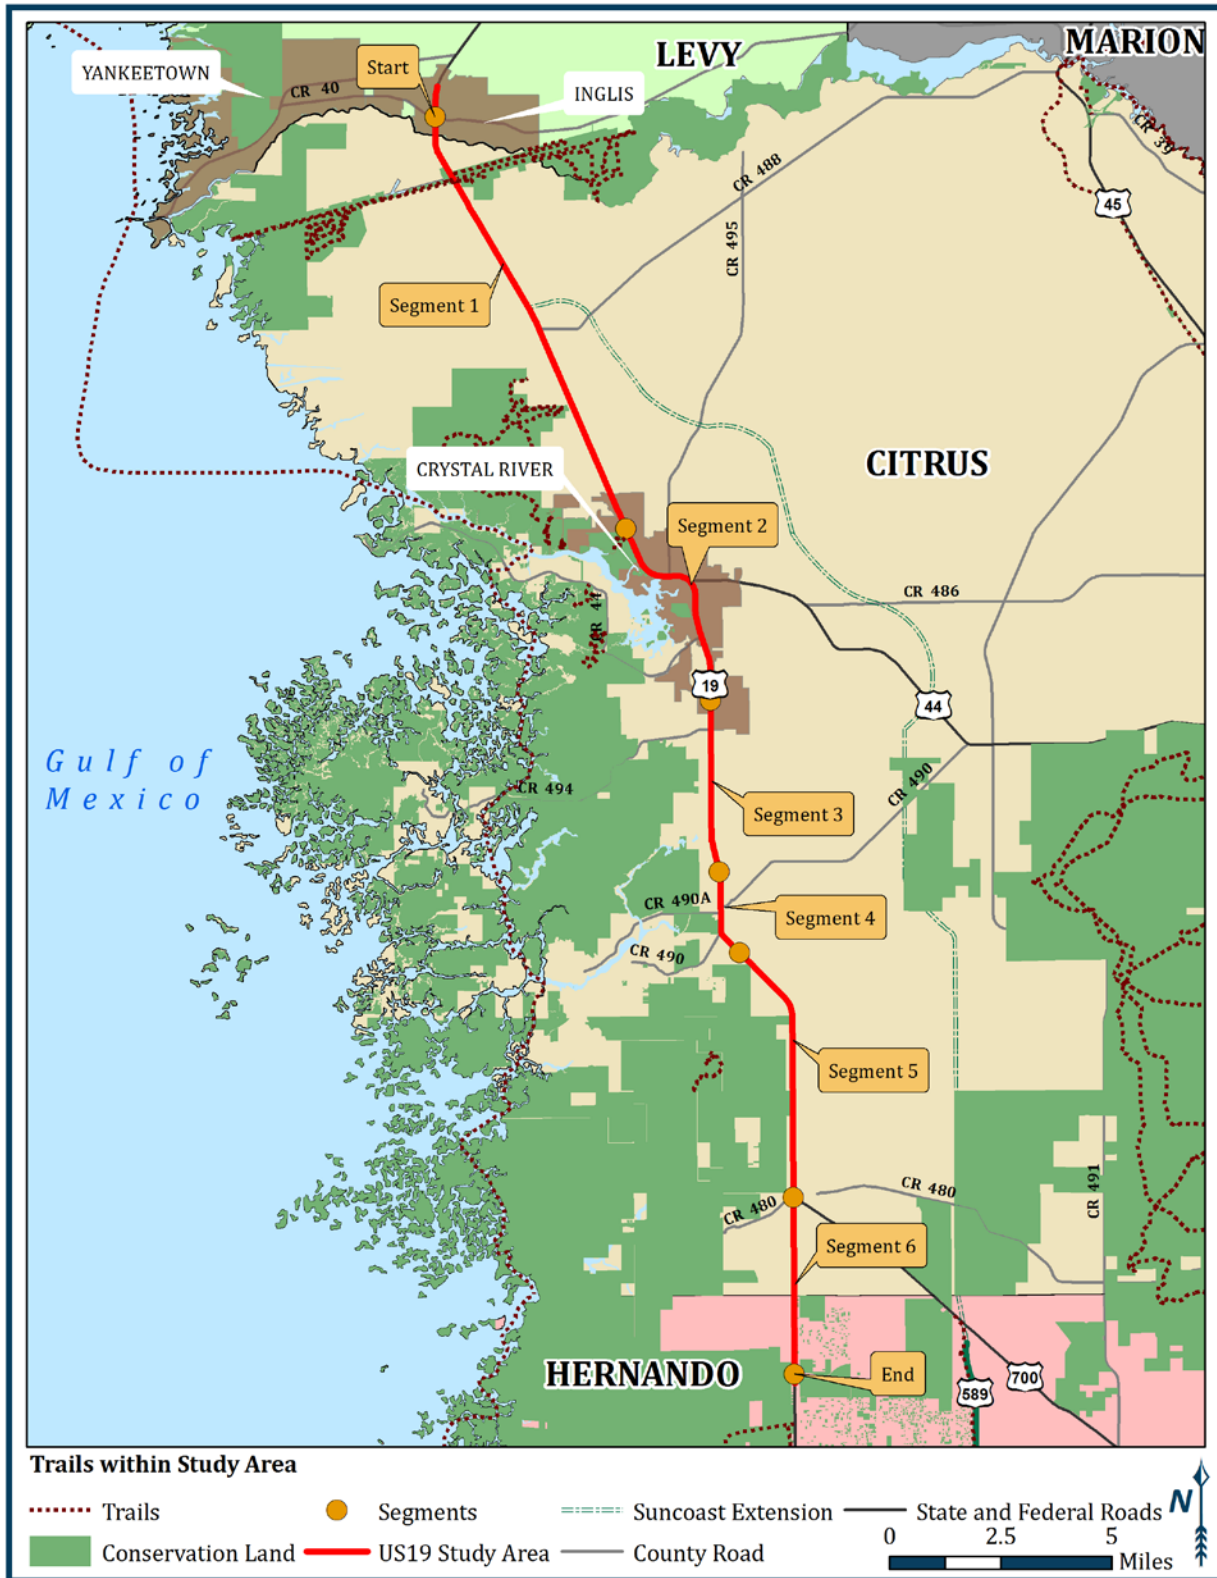 LEVY
MARION
YANKEETOWN
Start
CR 40
INGLIS
CR 39
CR 488
45
CR 495
Segment 1
CRYSTAL RIVER
CITRUS
Segment 2
CR 486
CR 44
19
44
Gulf of
Mexico
CR 494
CR 490
Segment 3
CR 490A
Segment 4
CR 490
Segment 5
CR 491
CR 480
CR 480
Segment 6
HERNANDO
End
700
589
Trails within Study Area
Trails
Segments
Suncoast Extension
State and Federal Roads
N
Conservation Land
US19 Study Area
County Road
0 2.5 5
Miles